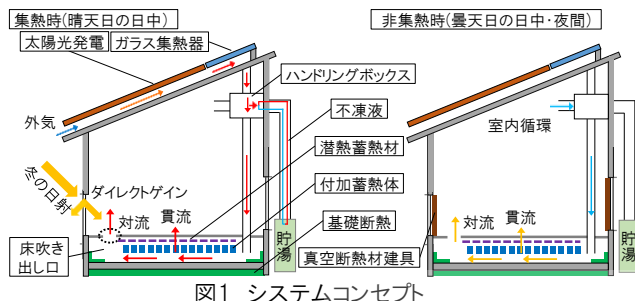 集熱時(晴天日の日中)
太陽光発電
ガラス集熱器
ハンドリングボックス
外気
不凍液
潜熱蓄熱材
冬の日射
ダイレクトゲイン
対流
貫流
付加蓄熱体
床吹き
出し口
基礎断熱
貯湯
非集熱時(曇天日の日中・夜間)
室内循環
対流
貫流
真空断熱材建具
貯湯
図1 システムコンセプト